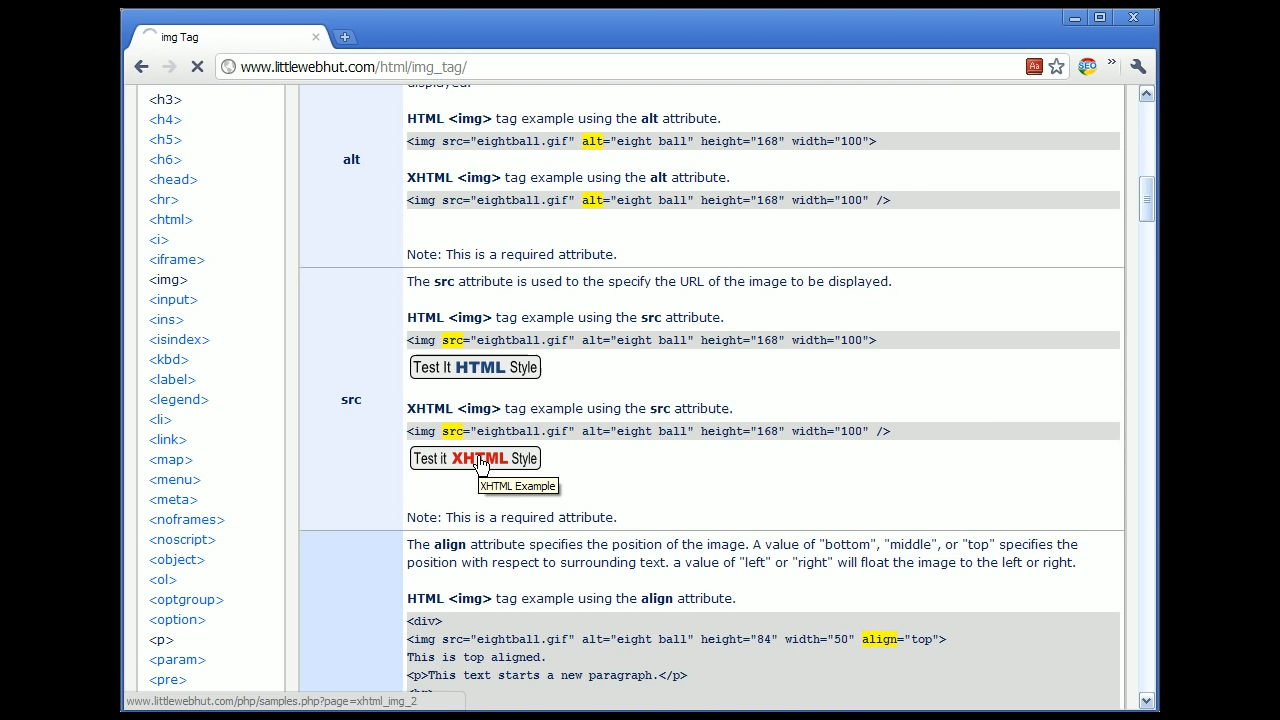 img Tag
www.littlewebhut.com/html/img_tag/
Aa
SEO
<h3>
<h4>
<h5>
<h6>
<head>
<hr>
<html>
<i>
<iframe>
<img>
<input>
<ins>
<isindex>
<kbd>
<label>
<legend>
<li>
<link>
<map>
<menu>
<meta>
<noframes>
<noscript>
<object>
<ol>
<optgroup>
<option>
<p>
<param>
<pre>
displayed.
HTML <img> tag example using the alt attribute.
<img src="eightball.gif" alt="eight ball" height="168" width="100">
XHTML <img> tag example using the alt attribute.
<img src="eightball.gif" alt="eight ball" height="168" width="100" />
alt
Note: This is a required attribute.
The src attribute is used to the specify the URL of the image to be displayed.
HTML <img> tag example using the src attribute.
<img src="eightball.gif" alt="eight ball" height="168" width="100">
Test It HTML Style
src
XHTML <img> tag example using the src attribute.
<img src="eightball.gif" alt="eight ball" height="168" width="100" />
Test it XHTML Style
XHTML Example
Note: This is a required attribute.
The align attribute specifies the position of the image. A value of "bottom", "middle", or "top" specifies the
position with respect to surrounding text. a value of "left" or "right" will float the image to the left or right.
HTML <img> tag example using the align attribute.
<div>
<img src="eightball.gif" alt="eight ball" height="84" width="50" align="top">
This is top aligned.
<p>This text starts a new paragraph.</p>
www.littlewebhut.com/php/samples.php?page=xhtml_img_2